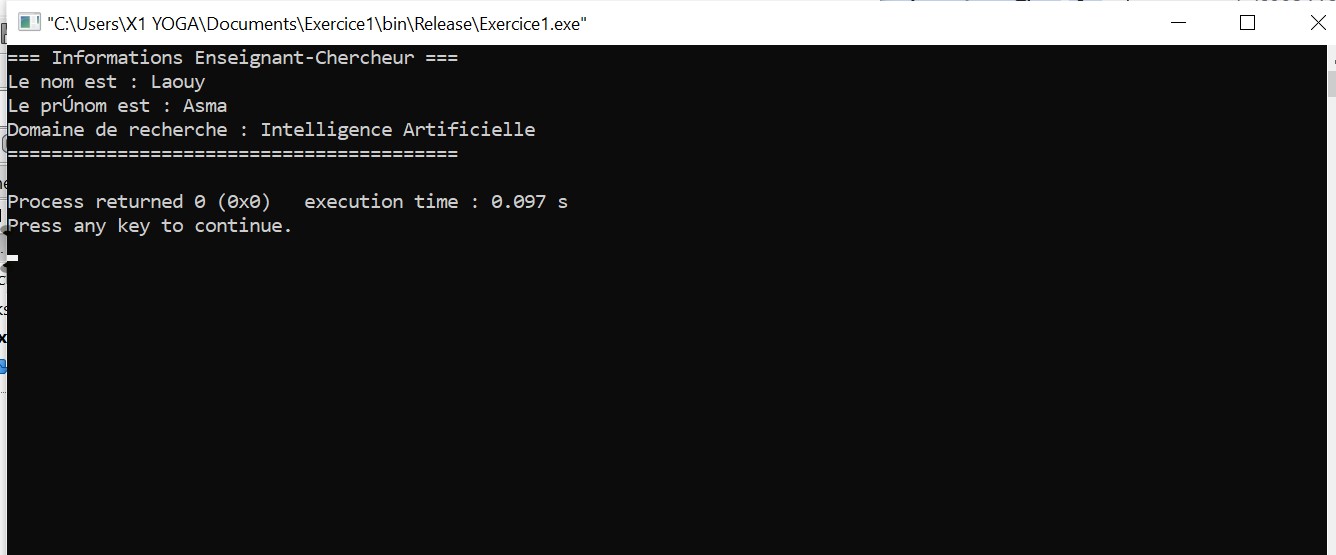 "C:\Users\X1 YOGA\Documents\Exercice1\bin\Release\Exercice1.exe"
=== Informations Enseignant-Chercheur ===
Le nom est : Laouy
Le prÚnom est : Asma
Domaine de recherche : Intelligence Artificielle
=========================================
Process returned 0 (0x0)   execution time : 0.097 s
Press any key to continue.